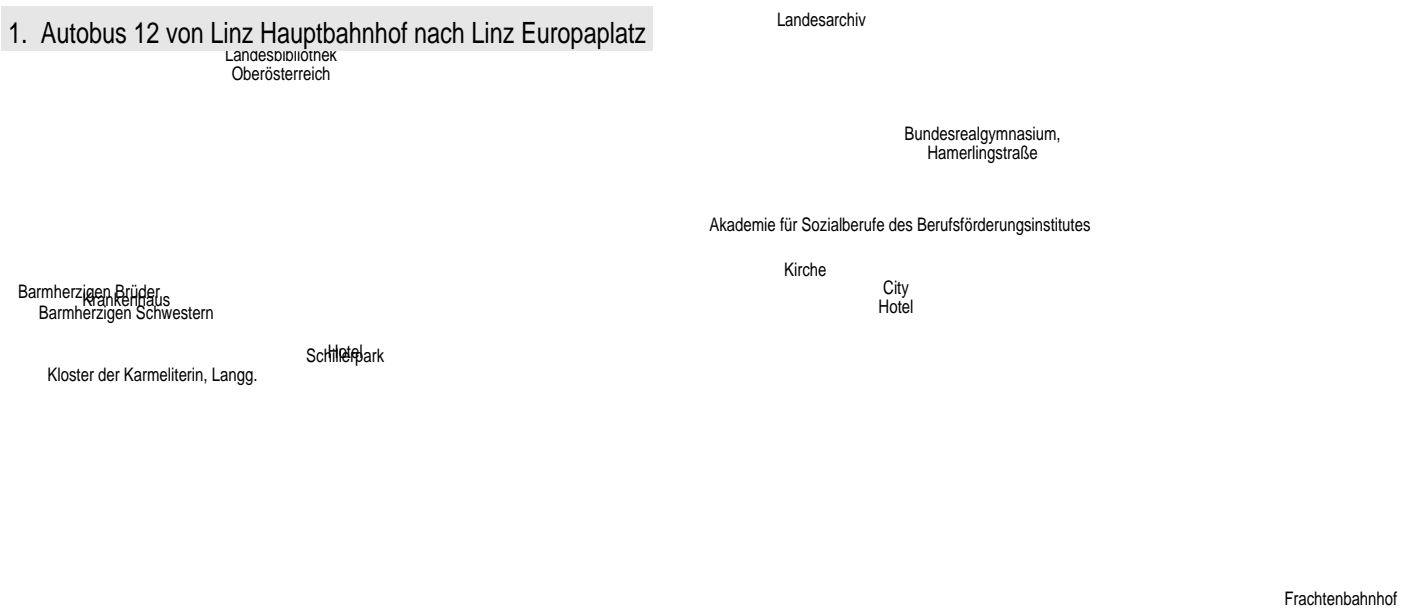 1. Autobus 12 von Linz Hauptbahnhof nach Linz Europaplatz
Landesarchiv
Landesbibliothek
Oberösterreich
Bundesrealgymnasium,
Hamerlingstraße
Akademie für Sozialberufe des Berufsförderungsinstitutes
Kirche
City
Hotel
Barmherzigen Brüder
Krankenhaus
Barmherzigen Schwestern
Hotel
Schillerpark
Kloster der Karmeliterin, Langg.
Frachtenbahnhof